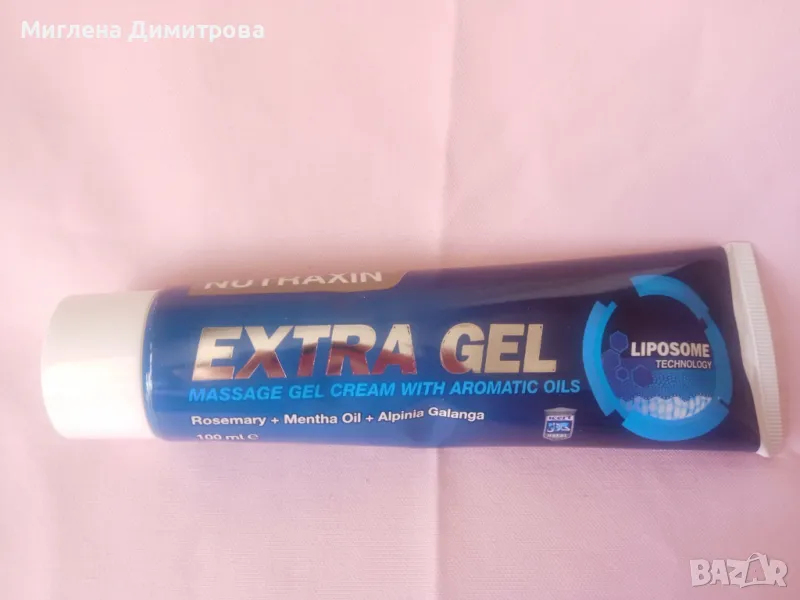 Миглена Димитрова
NUTRAXIN
EXTRA GEL
MASSAGE GEL CREAM WITH AROMATIC OILS
Rosemary + Mentha Oil + Alpinia Galanga
100 ml e
LIPOSOME
TECHNOLOGY
BAZAR